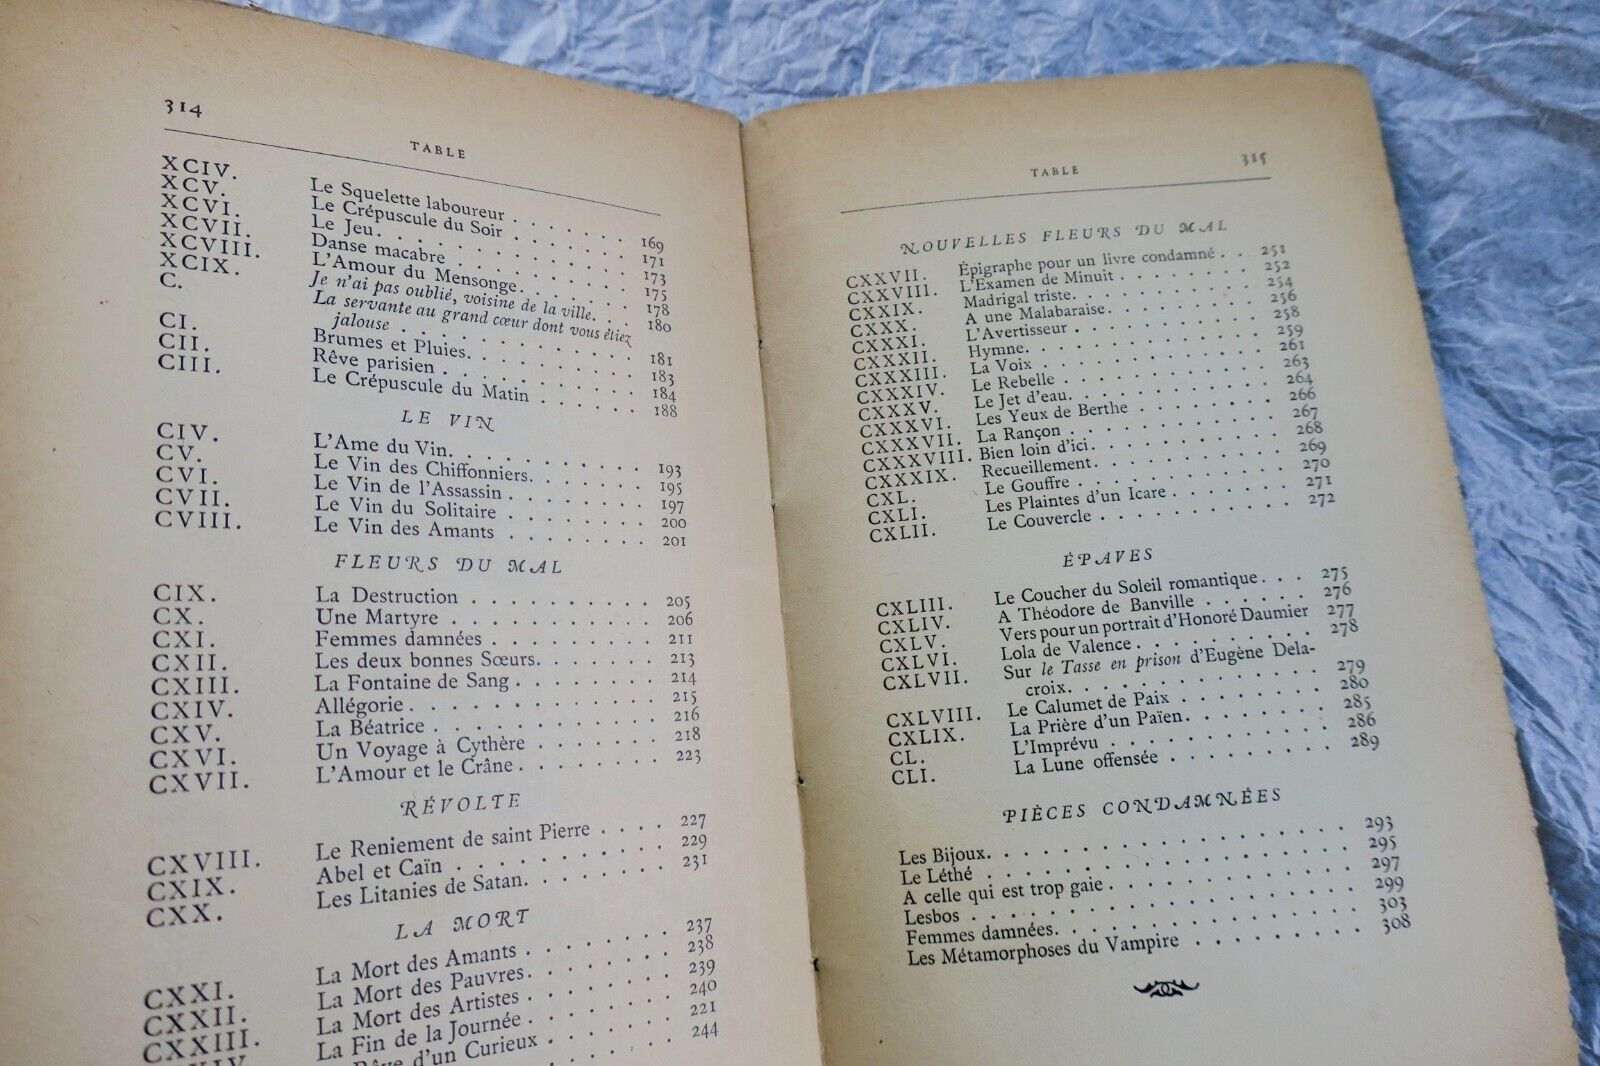 314
TABLE
XCIV. Le Squelette laboureur . . . . . . 169
XCV. Le Crépuscule du Soir . . . . . . 171
XCVI. Le Jeu. . . . . . . . . . . 173
XCVII. Danse macabre . . . . . . . . 175
XCVIII. L'Amour du Mensonge. . . . . . 178
XCIX. Je n'ai pas oublié, voisine de la ville. . . 180
C. La servante au grand cœur dont vous étiez
jalouse . . . . . . . . . . 181
CI. Brumes et Pluies. . . . . . . . 183
CII. Rêve parisien . . . . . . . . . 184
CIII. Le Crépuscule du Matin . . . . . . 188
LE VIN
CIV. L'Ame du Vin. . . . . . . . . 193
CV. Le Vin des Chiffonniers. . . . . . 195
CVI. Le Vin de l'Assassin . . . . . . . 197
CVII. Le Vin du Solitaire . . . . . . . 200
CVIII. Le Vin des Amants . . . . . . . 201
FLEURS DU MAL
CIX. La Destruction . . . . . . . . . 205
CX. Une Martyre . . . . . . . . . 206
CXI. Femmes damnées . . . . . . . . 211
CXII. Les deux bonnes Sœurs. . . . . . 213
CXIII. La Fontaine de Sang . . . . . . . 214
CXIV. Allégorie . . . . . . . . . . 215
CXV. La Béatrice . . . . . . . . . 216
CXVI. Un Voyage à Cythère . . . . . . 218
CXVII. L'Amour et le Crâne. . . . . . . 223
RÉVOLTE
CXVIII. Le Reniement de saint Pierre . . . . 227
CXIX. Abel et Caïn . . . . . . . . . 229
CXX. Les Litanies de Satan. . . . . . . 231
LA MORT
CXXI. La Mort des Amants . . . . . . . 237
CXXII. La Mort des Pauvres. . . . . . . 238
CXXIII. La Mort des Artistes . . . . . . . 239
La Fin de la Journée . . . . . . . 240
d'un Curieux . . . . . . . 221
244
TABLE 315
NOUVELLES FLEURS DU MAL
CXXVII. Épigraphe pour un livre condamné . . 251
CXXVIII. L'Examen de Minuit . . . . . . . 252
CXXIX. Madrigal triste. . . . . . . . . 254
CXXX. A une Malabaraise. . . . . . . . 256
CXXXI. L'Avertisseur . . . . . . . . . 258
CXXXII. Hymne. . . . . . . . . . . 259
CXXXIII. La Voix . . . . . . . . . . 261
CXXXIV. Le Rebelle . . . . . . . . . . 263
CXXXV. Le Jet d'eau. . . . . . . . . . 264
CXXXVI. Les Yeux de Berthe . . . . . . . 266
CXXXVII. La Rançon . . . . . . . . . . 267
CXXXVIII. Bien loin d'ici. . . . . . . . . 268
CXXXIX. Recueillement. . . . . . . . . 269
CXL. Le Gouffre . . . . . . . . . . 270
CXLI. Les Plaintes d'un Icare . . . . . . 271
CXLII. Le Couvercle . . . . . . . . . 272
ÉPAVES
CXLIII. Le Coucher du Soleil romantique. . . 275
CXLIV. A Théodore de Banville . . . . . . 276
CXLV. Vers pour un portrait d'Honoré Daumier 277
CXLVI. Lola de Valence . . . . . . . . 278
CXLVII. Sur le Tasse en prison d'Eugène Dela-
croix. . . . . . . . . . . 279
CXLVIII. Le Calumet de Paix . . . . . . . 280
CXLIX. La Prière d'un Païen. . . . . . . 285
CL. L'Imprévu . . . . . . . . . . 286
CLI. La Lune offensée . . . . . . . . 289
PIÈCES CONDAMNÉES
Les Bijoux. . . . . . . . . . . . . 293
Le Léthé . . . . . . . . . . . . . 295
A celle qui est trop gaie . . . . . . . . . 297
Lesbos . . . . . . . . . . . . . . 299
Femmes damnées. . . . . . . . . . . 303
Les Métamorphoses du Vampire . . . . . . . 308